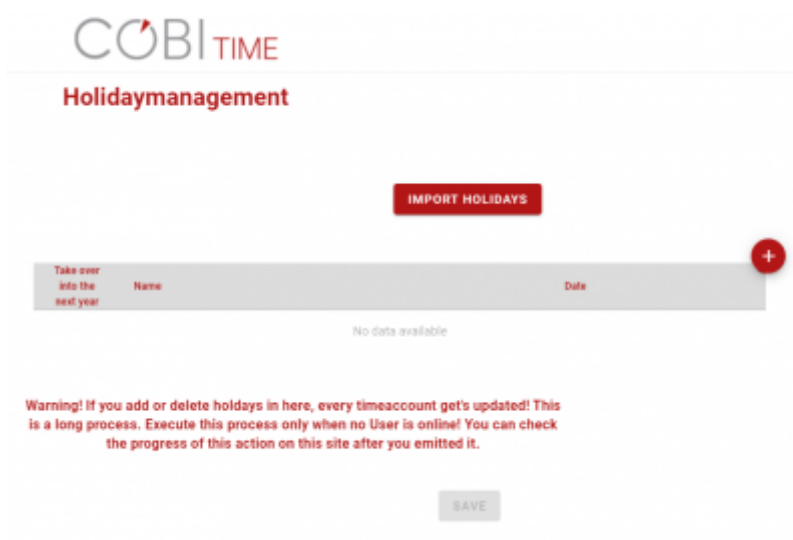 COBI TIME
Holidaymanagement
IMPORT HOLIDAYS
+
Take over
into the
next year
Name
Date
No data available
Warning! If you add or delete holdays in here, every timeaccount get's updated! This
is a long process. Execute this process only when no User is online! You can check
the progress of this action on this site after you emitted it.
SAVE